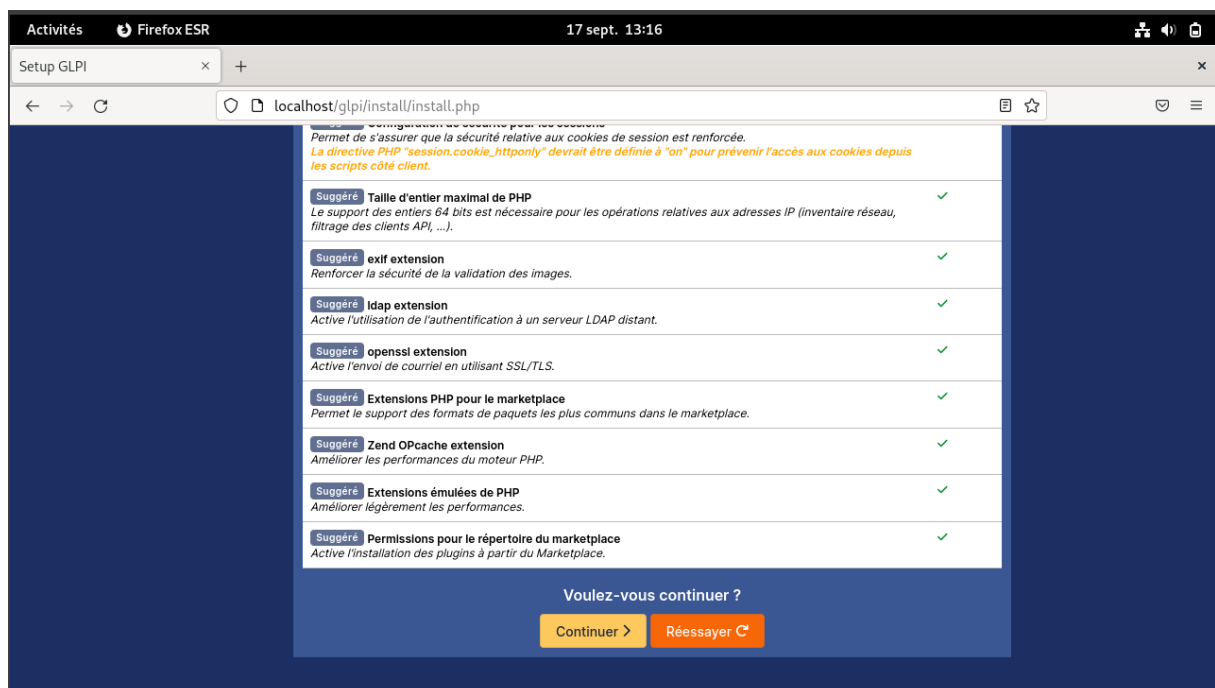 Activités Firefox ESR 17 sept. 13:16
Setup GLPI × +
localhost/glpi/install/install.php
Configuration de sécurité pour les sessions
Permet de s'assurer que la sécurité relative aux cookies de session est renforcée.
La directive PHP "session.cookie_httponly" devrait être définie à "on" pour prévenir l'accès aux cookies depuis
les scripts côté client.
Suggéré Taille d'entier maximal de PHP
Le support des entiers 64 bits est nécessaire pour les opérations relatives aux adresses IP (inventaire réseau,
filtrage des clients API, ...).
Suggéré exif extension
Renforcer la sécurité de la validation des images.
Suggéré ldap extension
Active l'utilisation de l'authentification à un serveur LDAP distant.
Suggéré openssl extension
Active l'envoi de courriel en utilisant SSL/TLS.
Suggéré Extensions PHP pour le marketplace
Permet le support des formats de paquets les plus communs dans le marketplace.
Suggéré Zend OPcache extension
Améliorer les performances du moteur PHP.
Suggéré Extensions émulées de PHP
Améliorer légèrement les performances.
Suggéré Permissions pour le répertoire du marketplace
Active l'installation des plugins à partir du Marketplace.
Voulez-vous continuer ?
Continuer Réessayer